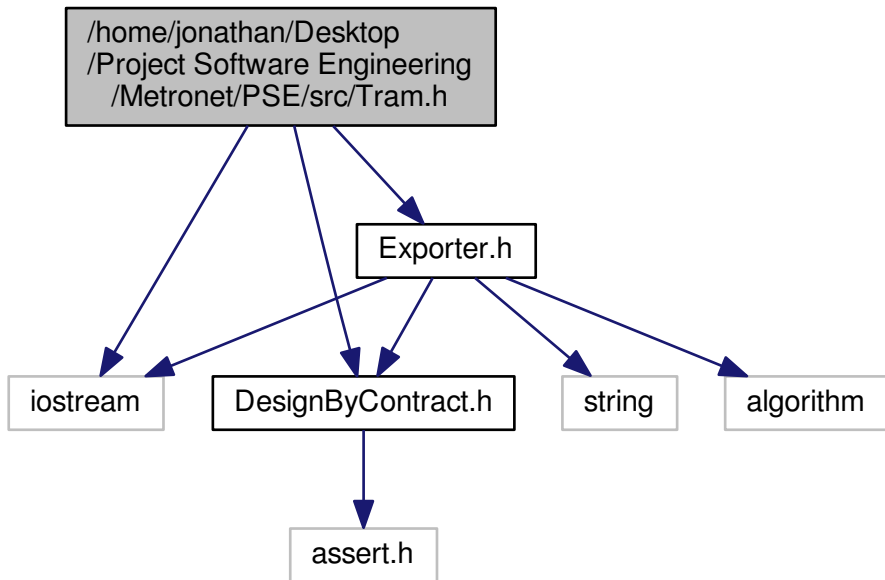 /home/jonathan/Desktop
/Project Software Engineering
/Metronet/PSE/src/Tram.h
Exporter.h
iostream
DesignByContract.h
string
algorithm
assert.h